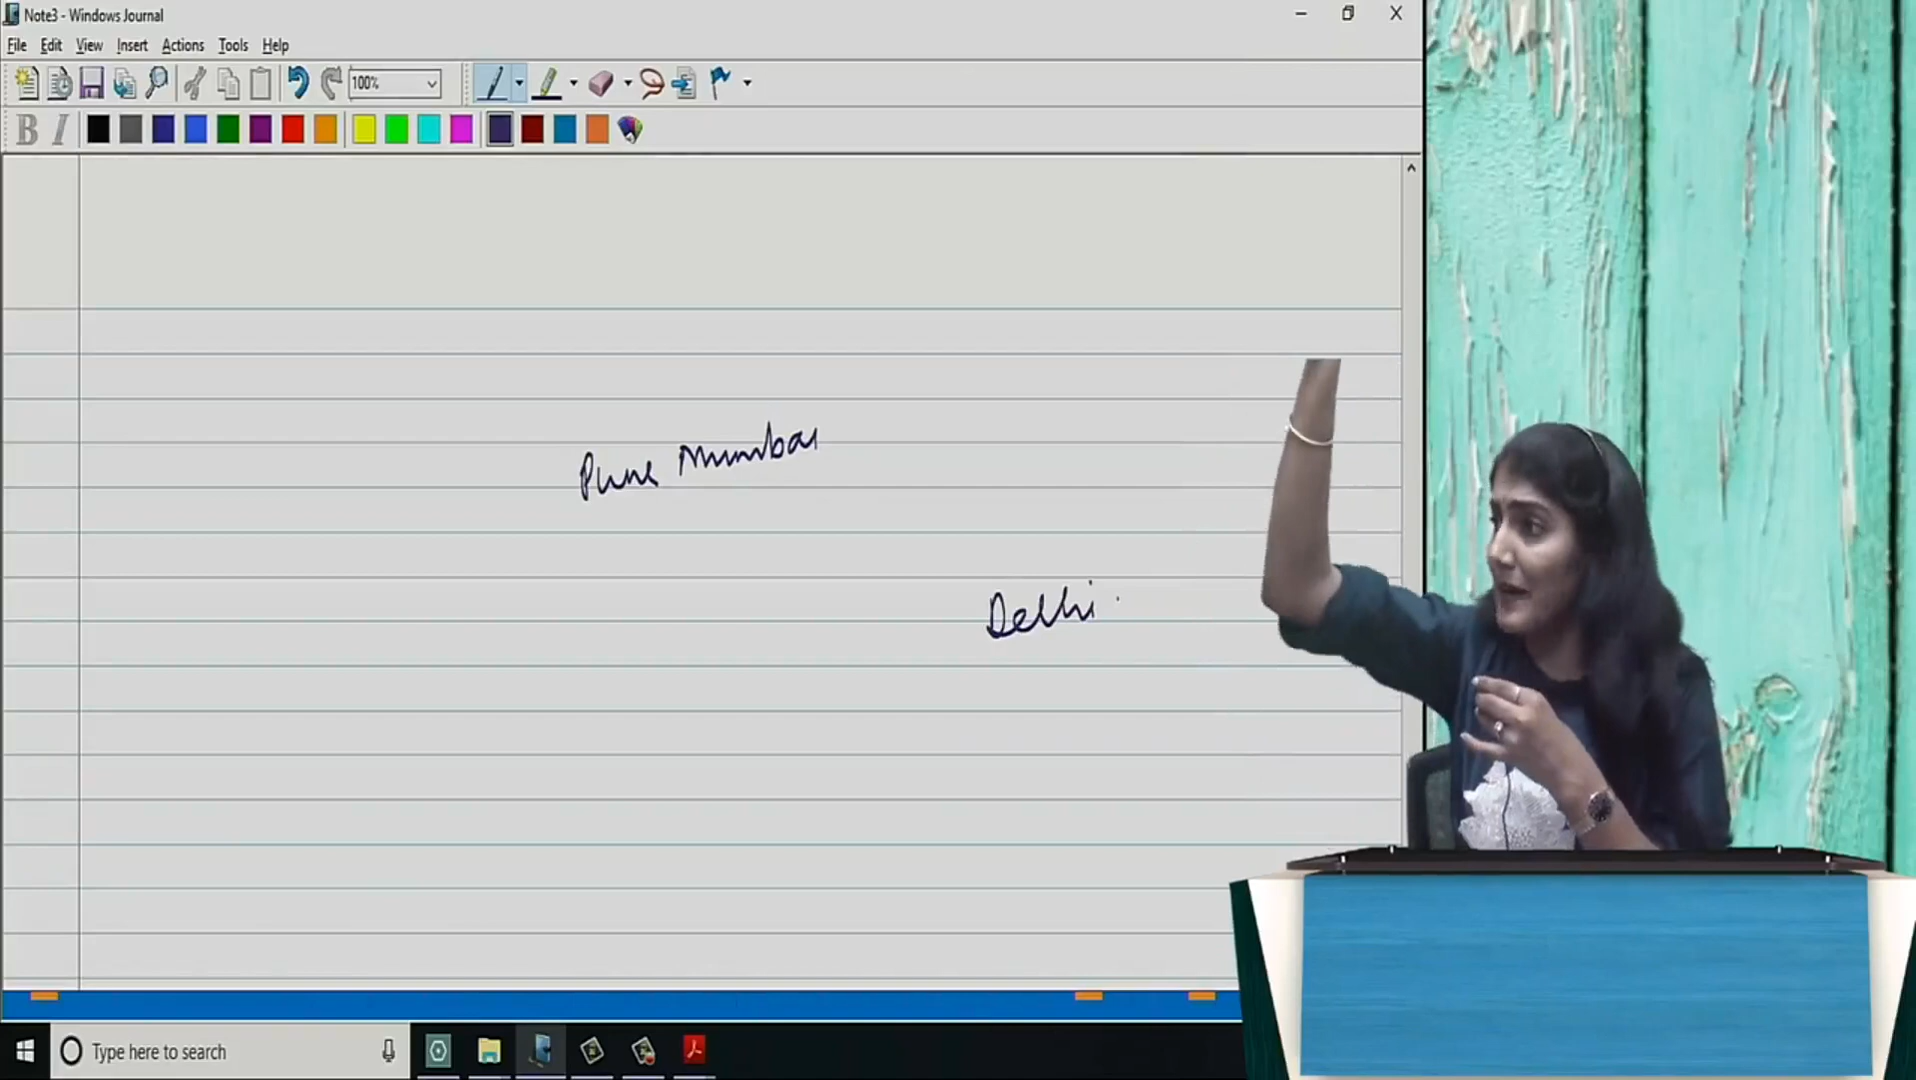 Note3 - Windows Journal
File Edit View Insert Actions Tools Help
100%
B I
Pune Mumbai
Delhi
Type here to search